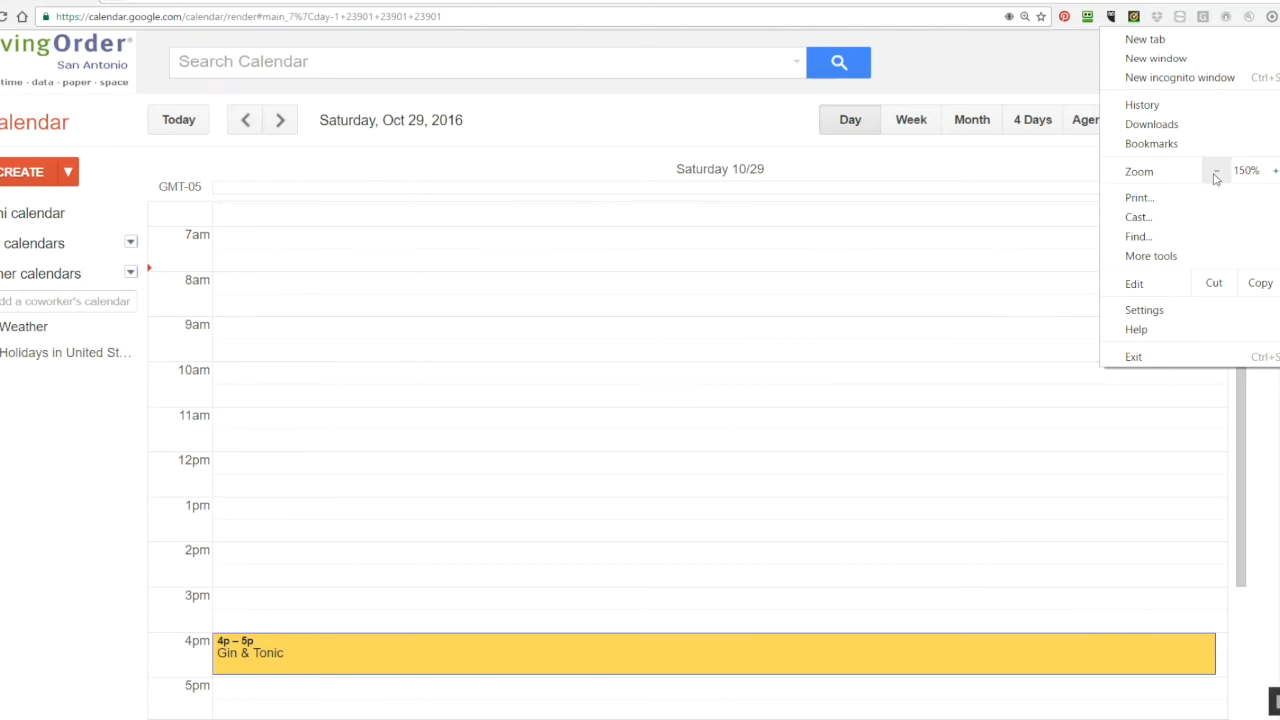 https://calendar.google.com/calendar/render#main_7%7Cday-1+23901+23901+23901
vingOrder®
San Antonio
time - data - paper - space
Search Calendar
alendar
Today
Saturday, Oct 29, 2016
Day
Week
Month
4 Days
Ager
CREATE
Saturday 10/29
GMT-05
ni calendar
calendars
her calendars
dd a coworker's calendar
Weather
Holidays in United St...
7am
8am
9am
10am
11am
12pm
1pm
2pm
3pm
4pm
4p – 5p
Gin & Tonic
5pm
New tab
New window
New incognito window Ctrl+S
History
Downloads
Bookmarks
Zoom - 150% +
Print...
Cast...
Find...
More tools
Edit Cut Copy
Settings
Help
Exit Ctrl+S